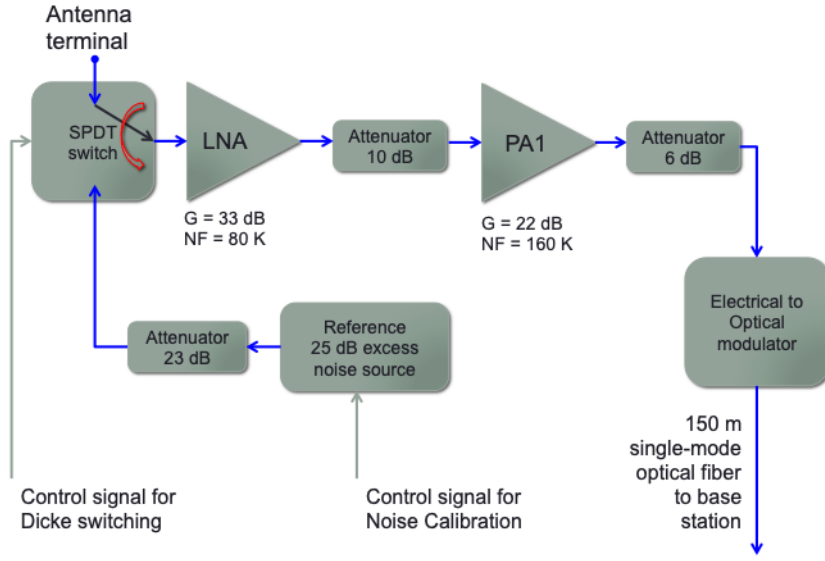 Antenna
terminal
SPDT
switch
LNA
G = 33 dB
NF = 80 K
Attenuator
10 dB
PA1
G = 22 dB
NF = 160 K
Attenuator
6 dB
Electrical to
Optical
modulator
Attenuator
23 dB
Reference
25 dB excess
noise source
150 m
single-mode
optical fiber
to base
station
Control signal for
Dicke switching
Control signal for
Noise Calibration